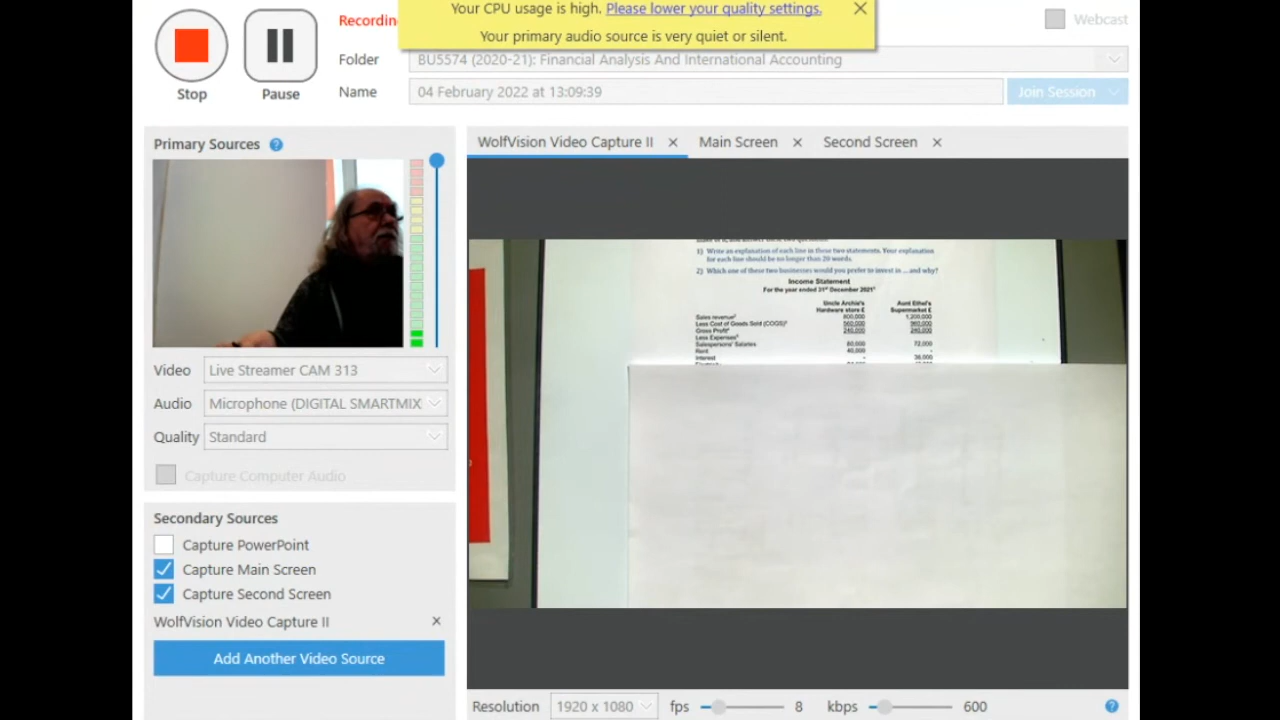 Your CPU usage is high. Please lower your quality settings.
Your primary audio source is very quiet or silent.
Recordin
Webcast
Folder
BU5574 (2020-21): Financial Analysis And International Accounting
Stop
Pause
Name
04 February 2022 at 13:09:39
Join Session
Primary Sources
WolfVision Video Capture II
Main Screen
Second Screen
1) Write an explanation of each line in these two statements. Your explanation
for each line should be no longer than 20 words.
2) Which one of these two businesses would you prefer to invest in ... and why?
Income Statement
For the year ended 31st December 2021
Uncle Archie's Aunt Ethel's
Hardware store £ Supermarket £
Sales revenue 800,000 1,200,000
Less Cost of Goods Sold (COGS) 560,000 960,000
Gross Profit 240,000 240,000
Less Expenses
Salespersons' Salaries 80,000 72,000
Rent 40,000 -
Interest - 36,000
Video
Live Streamer CAM 313
Audio
Microphone (DIGITAL SMARTMIX
Quality
Standard
Capture Computer Audio
Secondary Sources
Capture PowerPoint
Capture Main Screen
Capture Second Screen
WolfVision Video Capture II
Add Another Video Source
Resolution
1920 x 1080
fps
8
kbps
600